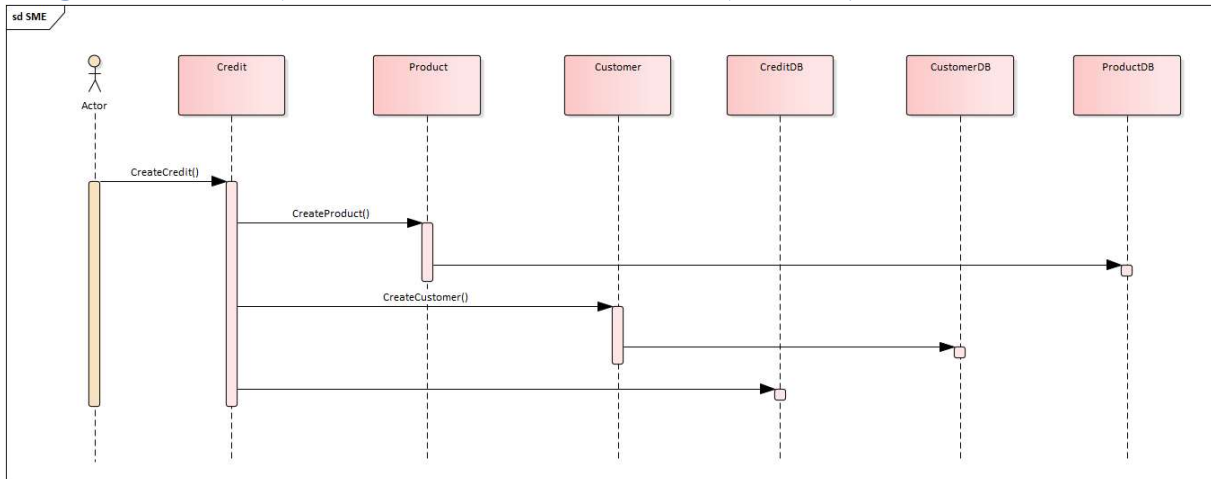 sd SME
Actor
Credit
Product
Customer
CreditDB
CustomerDB
ProductDB
CreateCredit()
CreateProduct()
CreateCustomer()